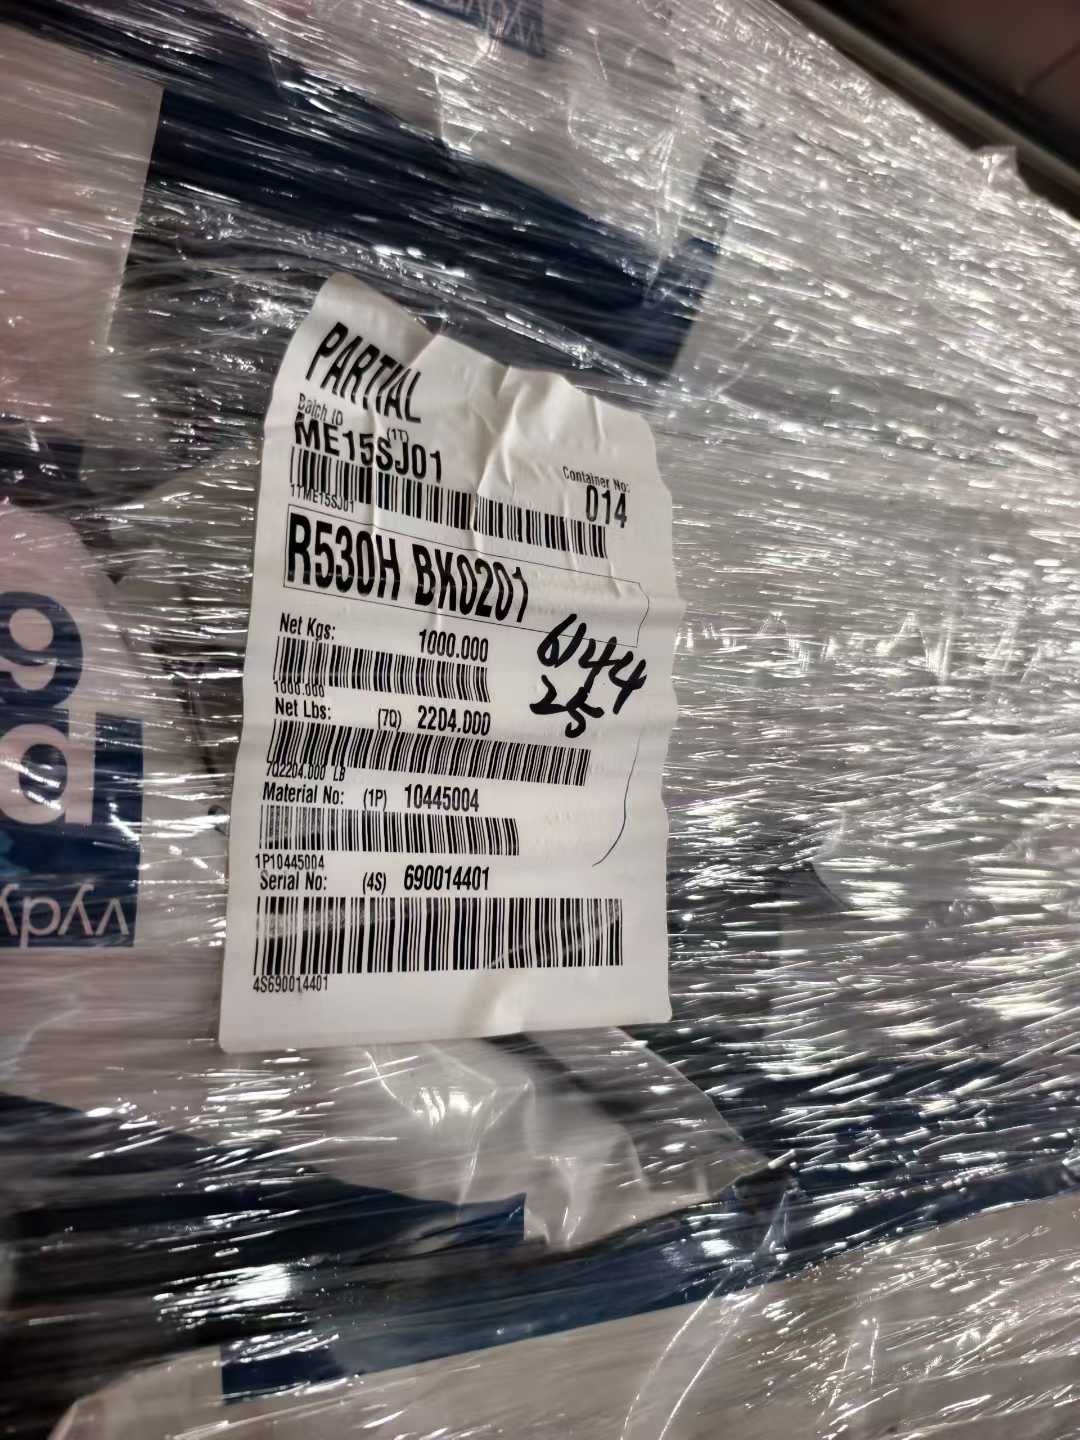 PARTIAL
Batch ID (1T)
ME15SJ01
Container No:
014
1TME15SJ01
R530H BK0201
Net Kgs: 1000.000
1000.000
6144
25
Net Lbs: (7Q) 2204.000
7Q2204.000 LB
Material No: (1P) 10445004
1P10445004
Serial No: (4S) 690014401
4S690014401